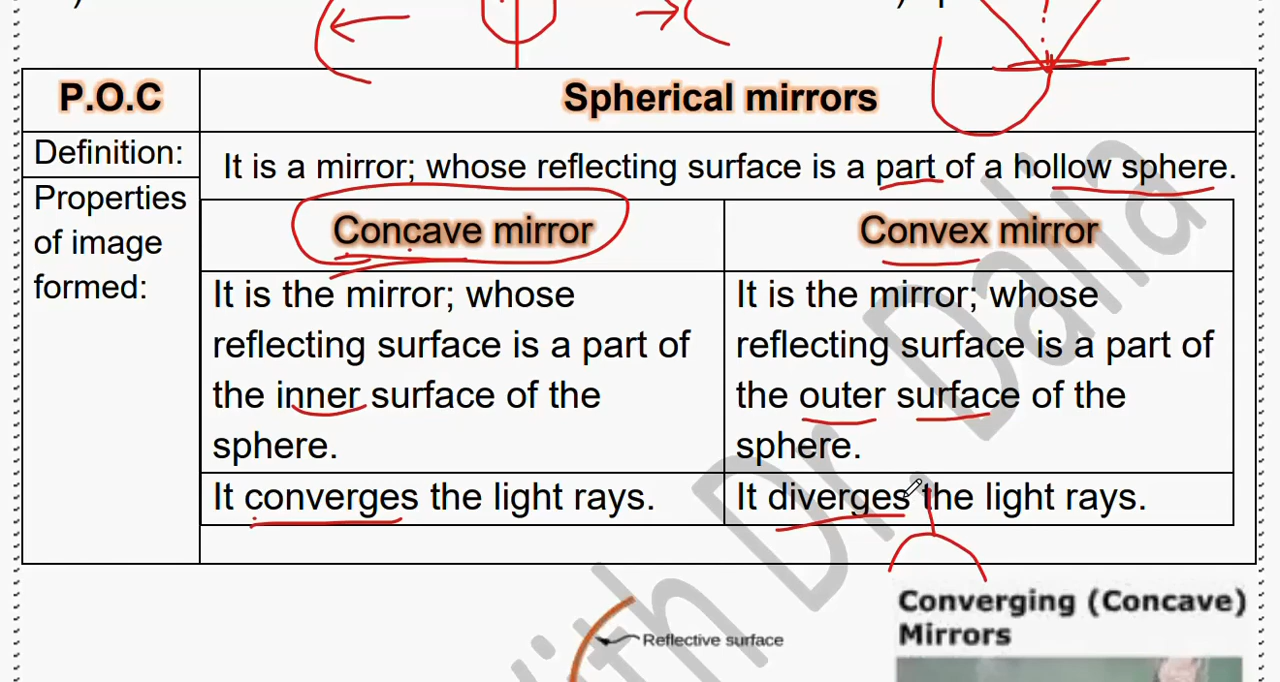 P.O.C
Spherical mirrors
Definition:
It is a mirror; whose reflecting surface is a part of a hollow sphere.
Properties
of image
formed:
Concave mirror
Convex mirror
It is the mirror; whose
reflecting surface is a part of
the inner surface of the
sphere.
It is the mirror; whose
reflecting surface is a part of
the outer surface of the
sphere.
It converges the light rays.
It diverges the light rays.
Reflective surface
Converging (Concave)
Mirrors
with Dr. Dalia